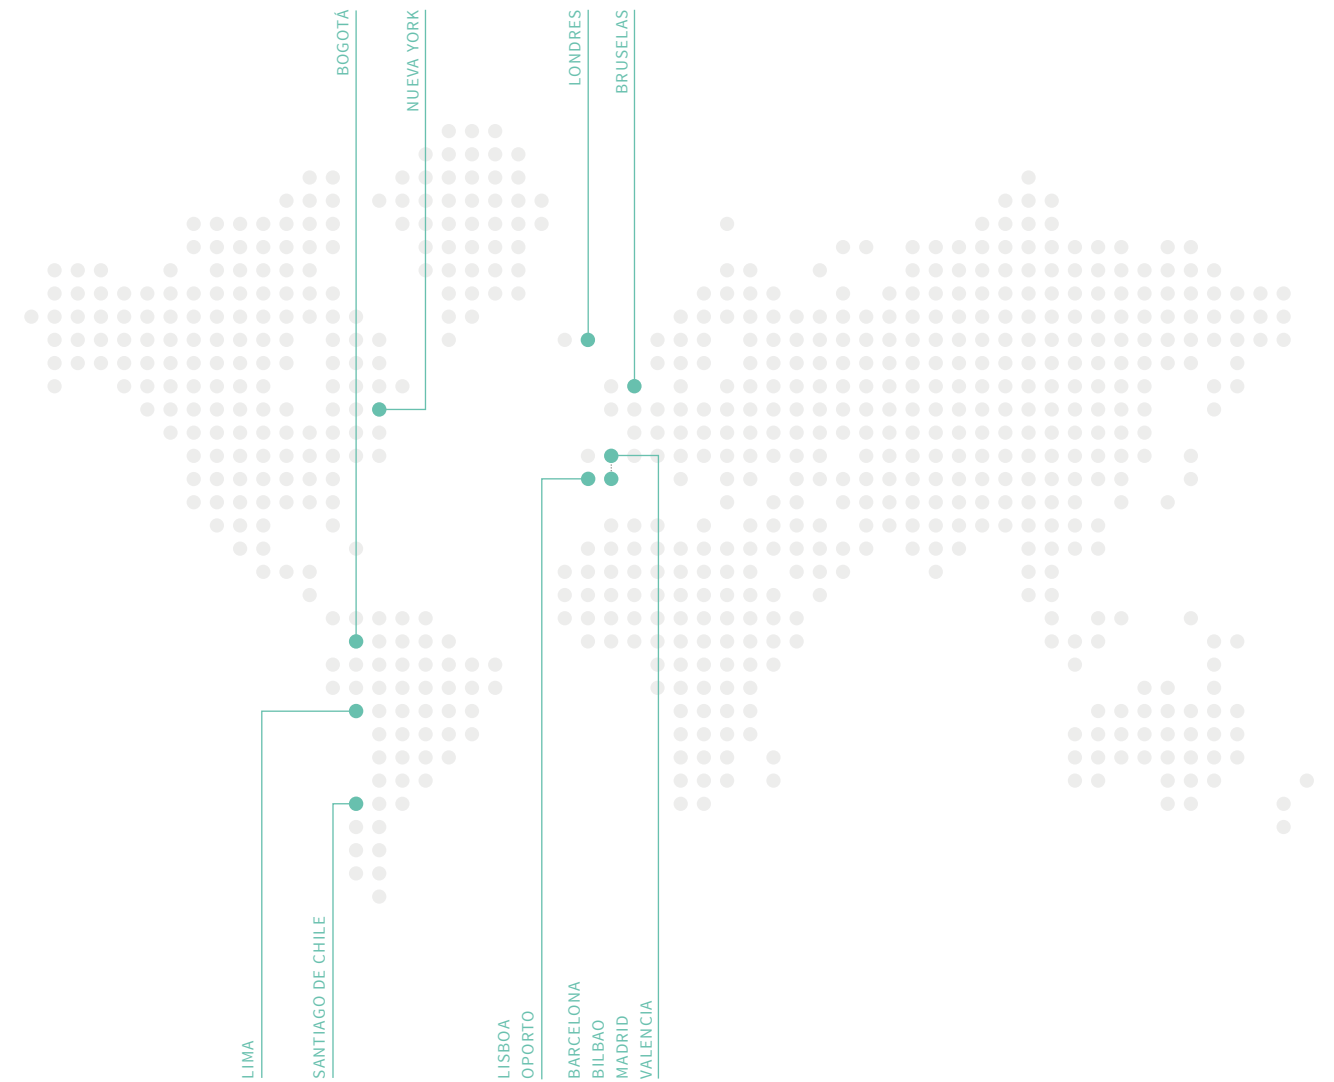 BOGOTÁ
NUEVA YORK
LONDRES
BRUSELAS
LIMA
SANTIAGO DE CHILE
LISBOA
OPORTO
BARCELONA
BILBAO
MADRID
VALENCIA